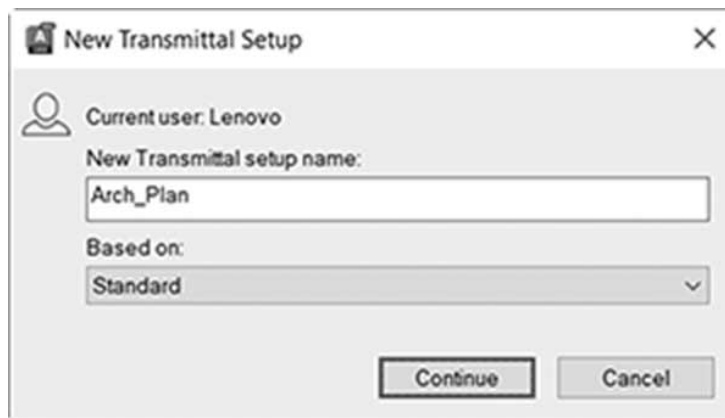 New Transmittal Setup
Current user: Lenovo
New Transmittal setup name:
Arch_Plan
Based on:
Standard
Continue
Cancel